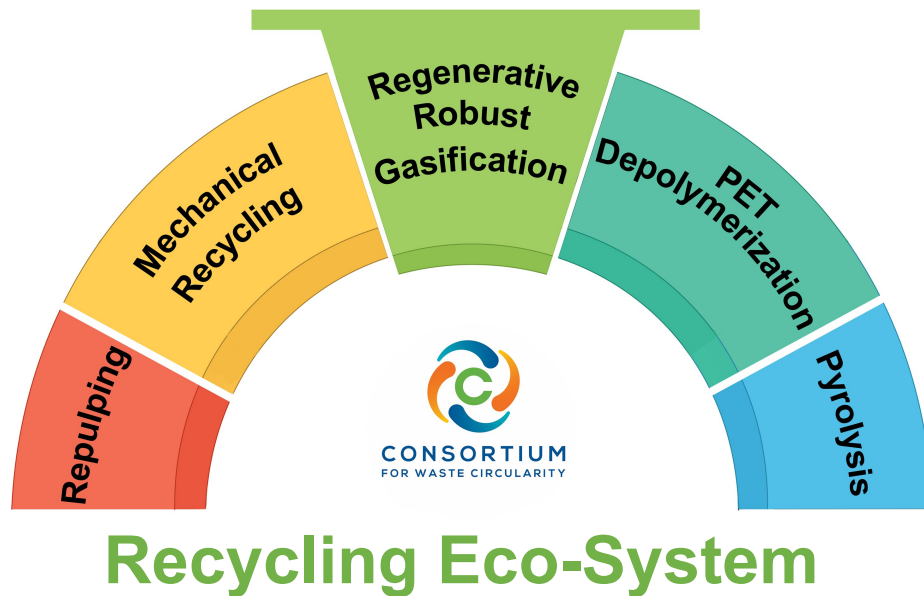 Regenerative
Robust
Gasification
Mechanical
Recycling
PET
Depolymerization
Repulping
Pyrolysis
C
CONSORTIUM
FOR WASTE CIRCULARITY
Recycling Eco-System